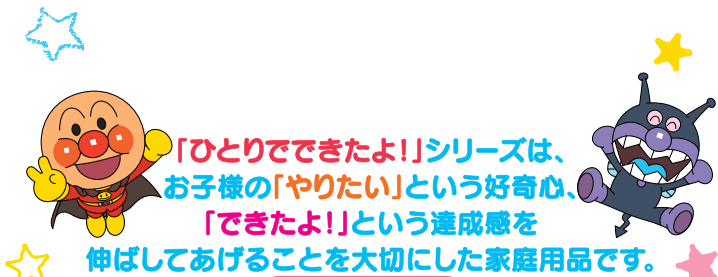 「ひとりでできたよ!」シリーズは、
お子様の「やりたい」という好奇心、
「できたよ!」という達成感を
伸ばしてあげることを大切にした家庭用品です。